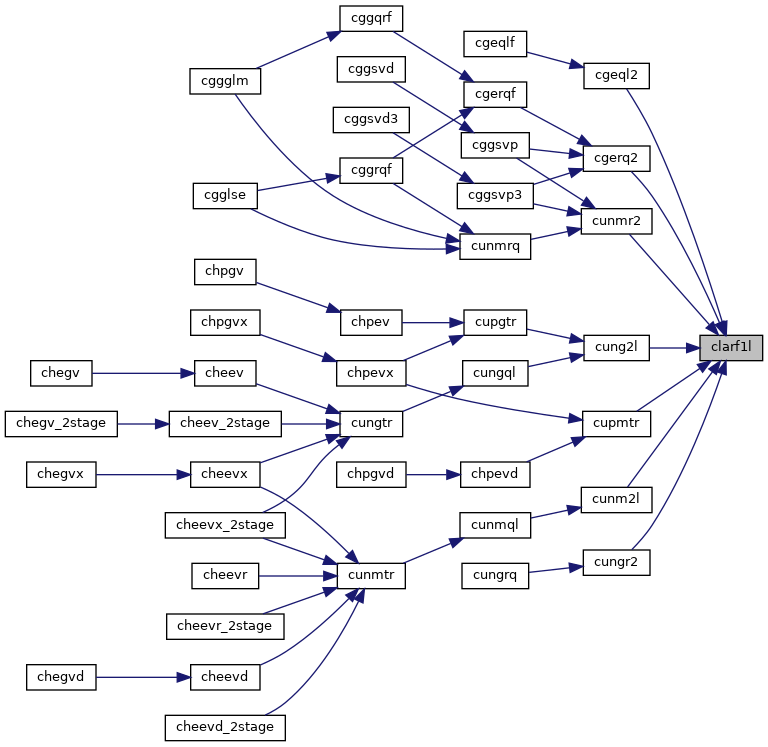 cggqrf
cgeqlf
cggsvd
cgeql2
cggglm
cgerqf
cggsvd3
cggsvp
cgerq2
cggrqf
cgglse
cggsvp3
cunmr2
cunmrq
chpgv
chpgvx
chpev
cupgtr
cung2l
clarf1l
chegv
cheev
chpevx
cungql
chegv_2stage
cheev_2stage
cungtr
cupmtr
chegvx
cheevx
chpgvd
chpevd
cunm2l
cheevx_2stage
cunmql
cheevr
cunmtr
cungrq
cungr2
cheevr_2stage
chegvd
cheevd
cheevd_2stage